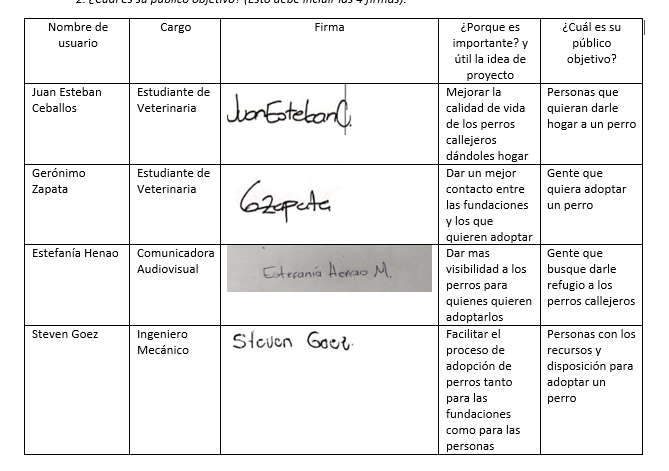 2. ¿Cuál es su público objetivo? (Esto debe incluir las 4 firmas).
Nombre de usuario
Cargo
Firma
¿Porque es importante? y útil la idea de proyecto
¿Cuál es su público objetivo?
Juan Esteban Ceballos
Estudiante de Veterinaria
JuanEstebanC.
Mejorar la calidad de vida de los perros callejeros dándoles hogar
Personas que quieran darle hogar a un perro
Gerónimo Zapata
Estudiante de Veterinaria
GZapata
Dar un mejor contacto entre las fundaciones y los que quieren adoptar
Gente que quiera adoptar un perro
Estefanía Henao
Comunicadora Audiovisual
Estefanía Henao M.
Dar mas visibilidad a los perros para quienes quieren adoptarlos
Gente que busque darle refugio a los perros callejeros
Steven Goez
Ingeniero Mecánico
Steven Goez.
Facilitar el proceso de adopción de perros tanto para las fundaciones como para las personas
Personas con los recursos y disposición para adoptar un perro